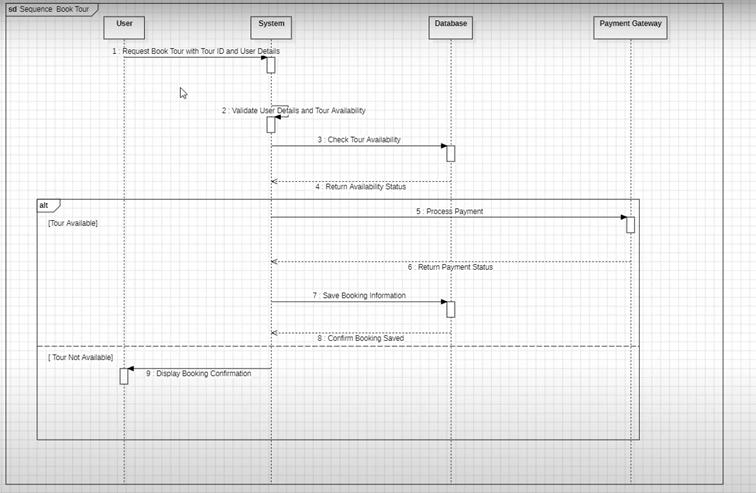 sd Sequence Book Tour
User
System
Database
Payment Gateway
1 : Request Book Tour with Tour ID and User Details
2 : Validate User Details and Tour Availability
3 : Check Tour Availability
4 : Return Availability Status
alt
[Tour Available]
5 : Process Payment
6 : Return Payment Status
7 : Save Booking Information
8 : Confirm Booking Saved
[ Tour Not Available]
9 : Display Booking Confirmation